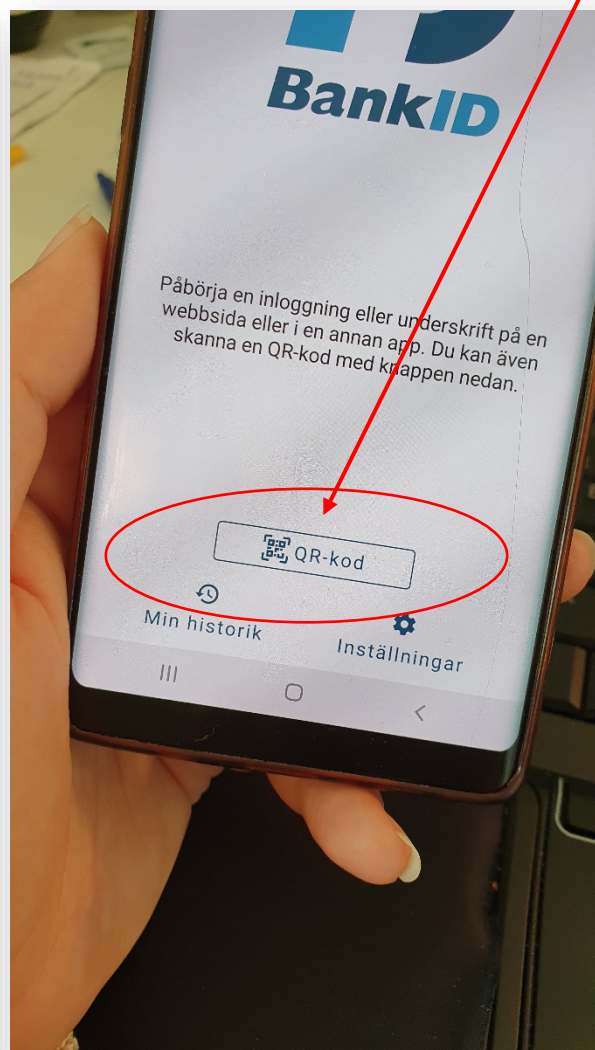 BankID
Påbörja en inloggning eller underskrift på en
webbsida eller i en annan app. Du kan även
skanna en QR-kod med knappen nedan.
QR-kod
Min historik
Inställningar